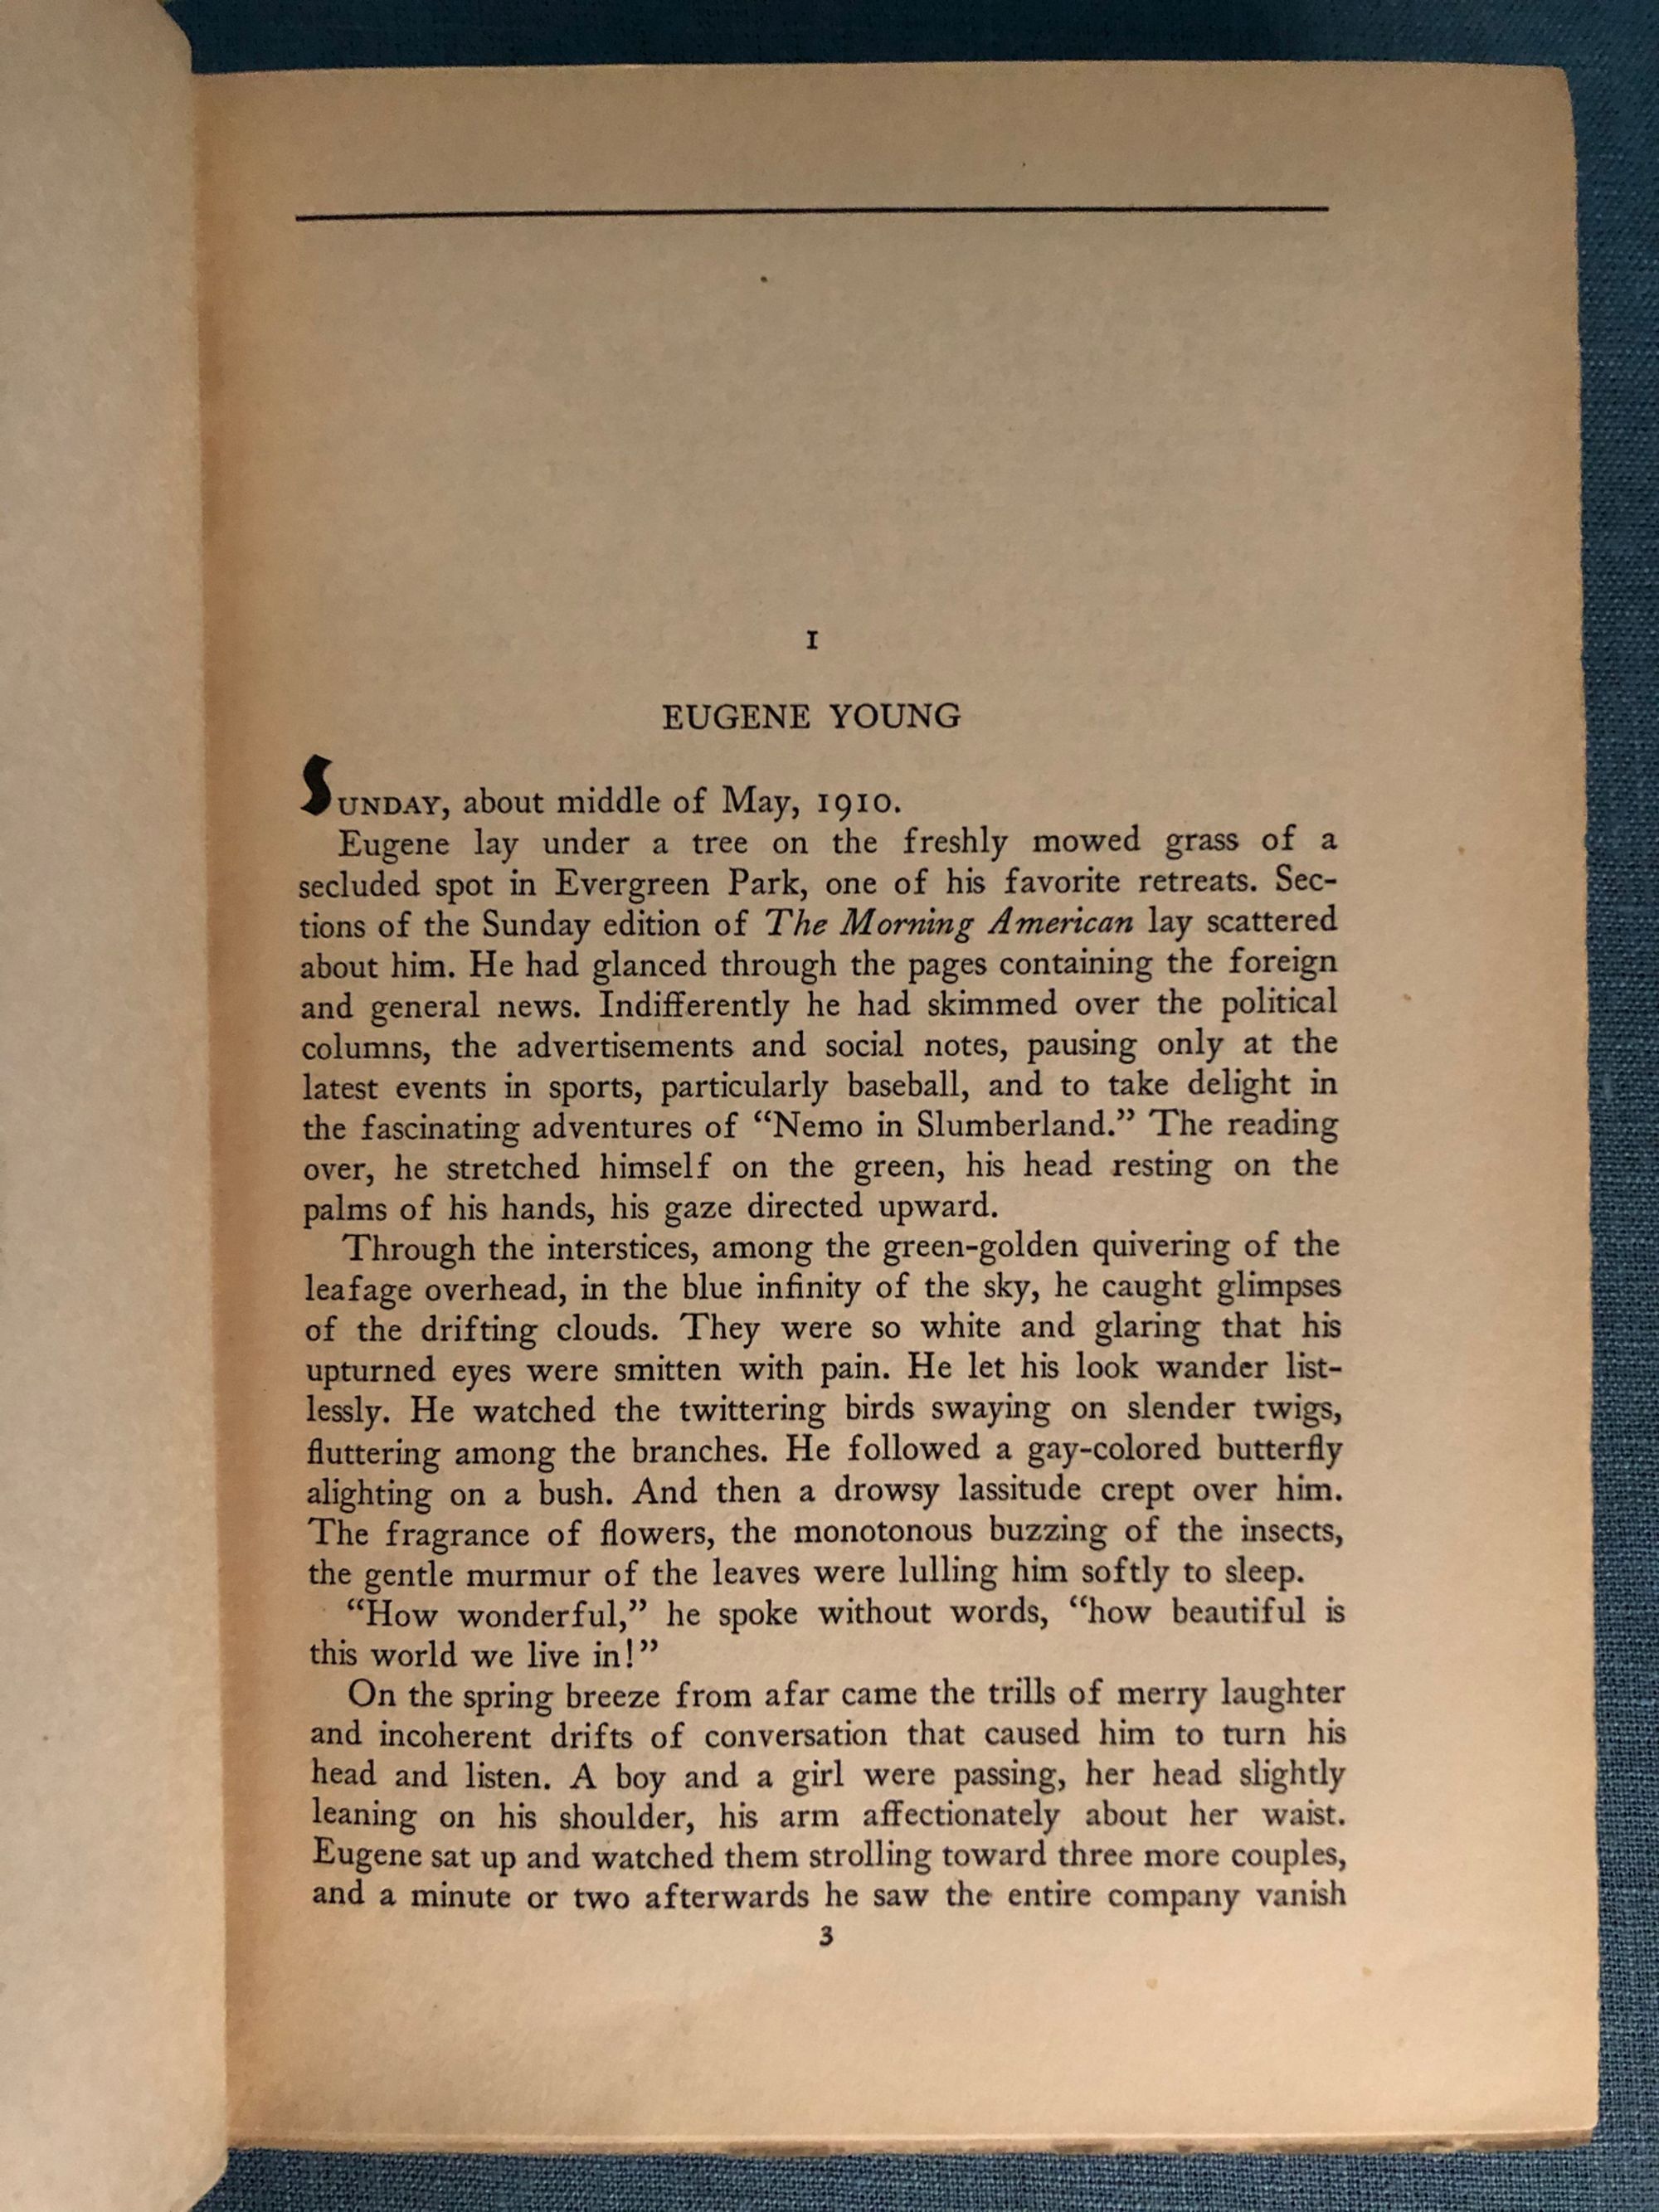 I
EUGENE YOUNG
SUNDAY, about middle of May, 1910.
Eugene lay under a tree on the freshly mowed grass of a
secluded spot in Evergreen Park, one of his favorite retreats. Sec-
tions of the Sunday edition of The Morning American lay scattered
about him. He had glanced through the pages containing the foreign
and general news. Indifferently he had skimmed over the political
columns, the advertisements and social notes, pausing only at the
latest events in sports, particularly baseball, and to take delight in
the fascinating adventures of “Nemo in Slumberland.” The reading
over, he stretched himself on the green, his head resting on the
palms of his hands, his gaze directed upward.
Through the interstices, among the green-golden quivering of the
leafage overhead, in the blue infinity of the sky, he caught glimpses
of the drifting clouds. They were so white and glaring that his
upturned eyes were smitten with pain. He let his look wander list-
lessly. He watched the twittering birds swaying on slender twigs,
fluttering among the branches. He followed a gay-colored butterfly
alighting on a bush. And then a drowsy lassitude crept over him.
The fragrance of flowers, the monotonous buzzing of the insects,
the gentle murmur of the leaves were lulling him softly to sleep.
“How wonderful,” he spoke without words, “how beautiful is
this world we live in!”
On the spring breeze from afar came the trills of merry laughter
and incoherent drifts of conversation that caused him to turn his
head and listen. A boy and a girl were passing, her head slightly
leaning on his shoulder, his arm affectionately about her waist.
Eugene sat up and watched them strolling toward three more couples,
and a minute or two afterwards he saw the entire company vanish
3